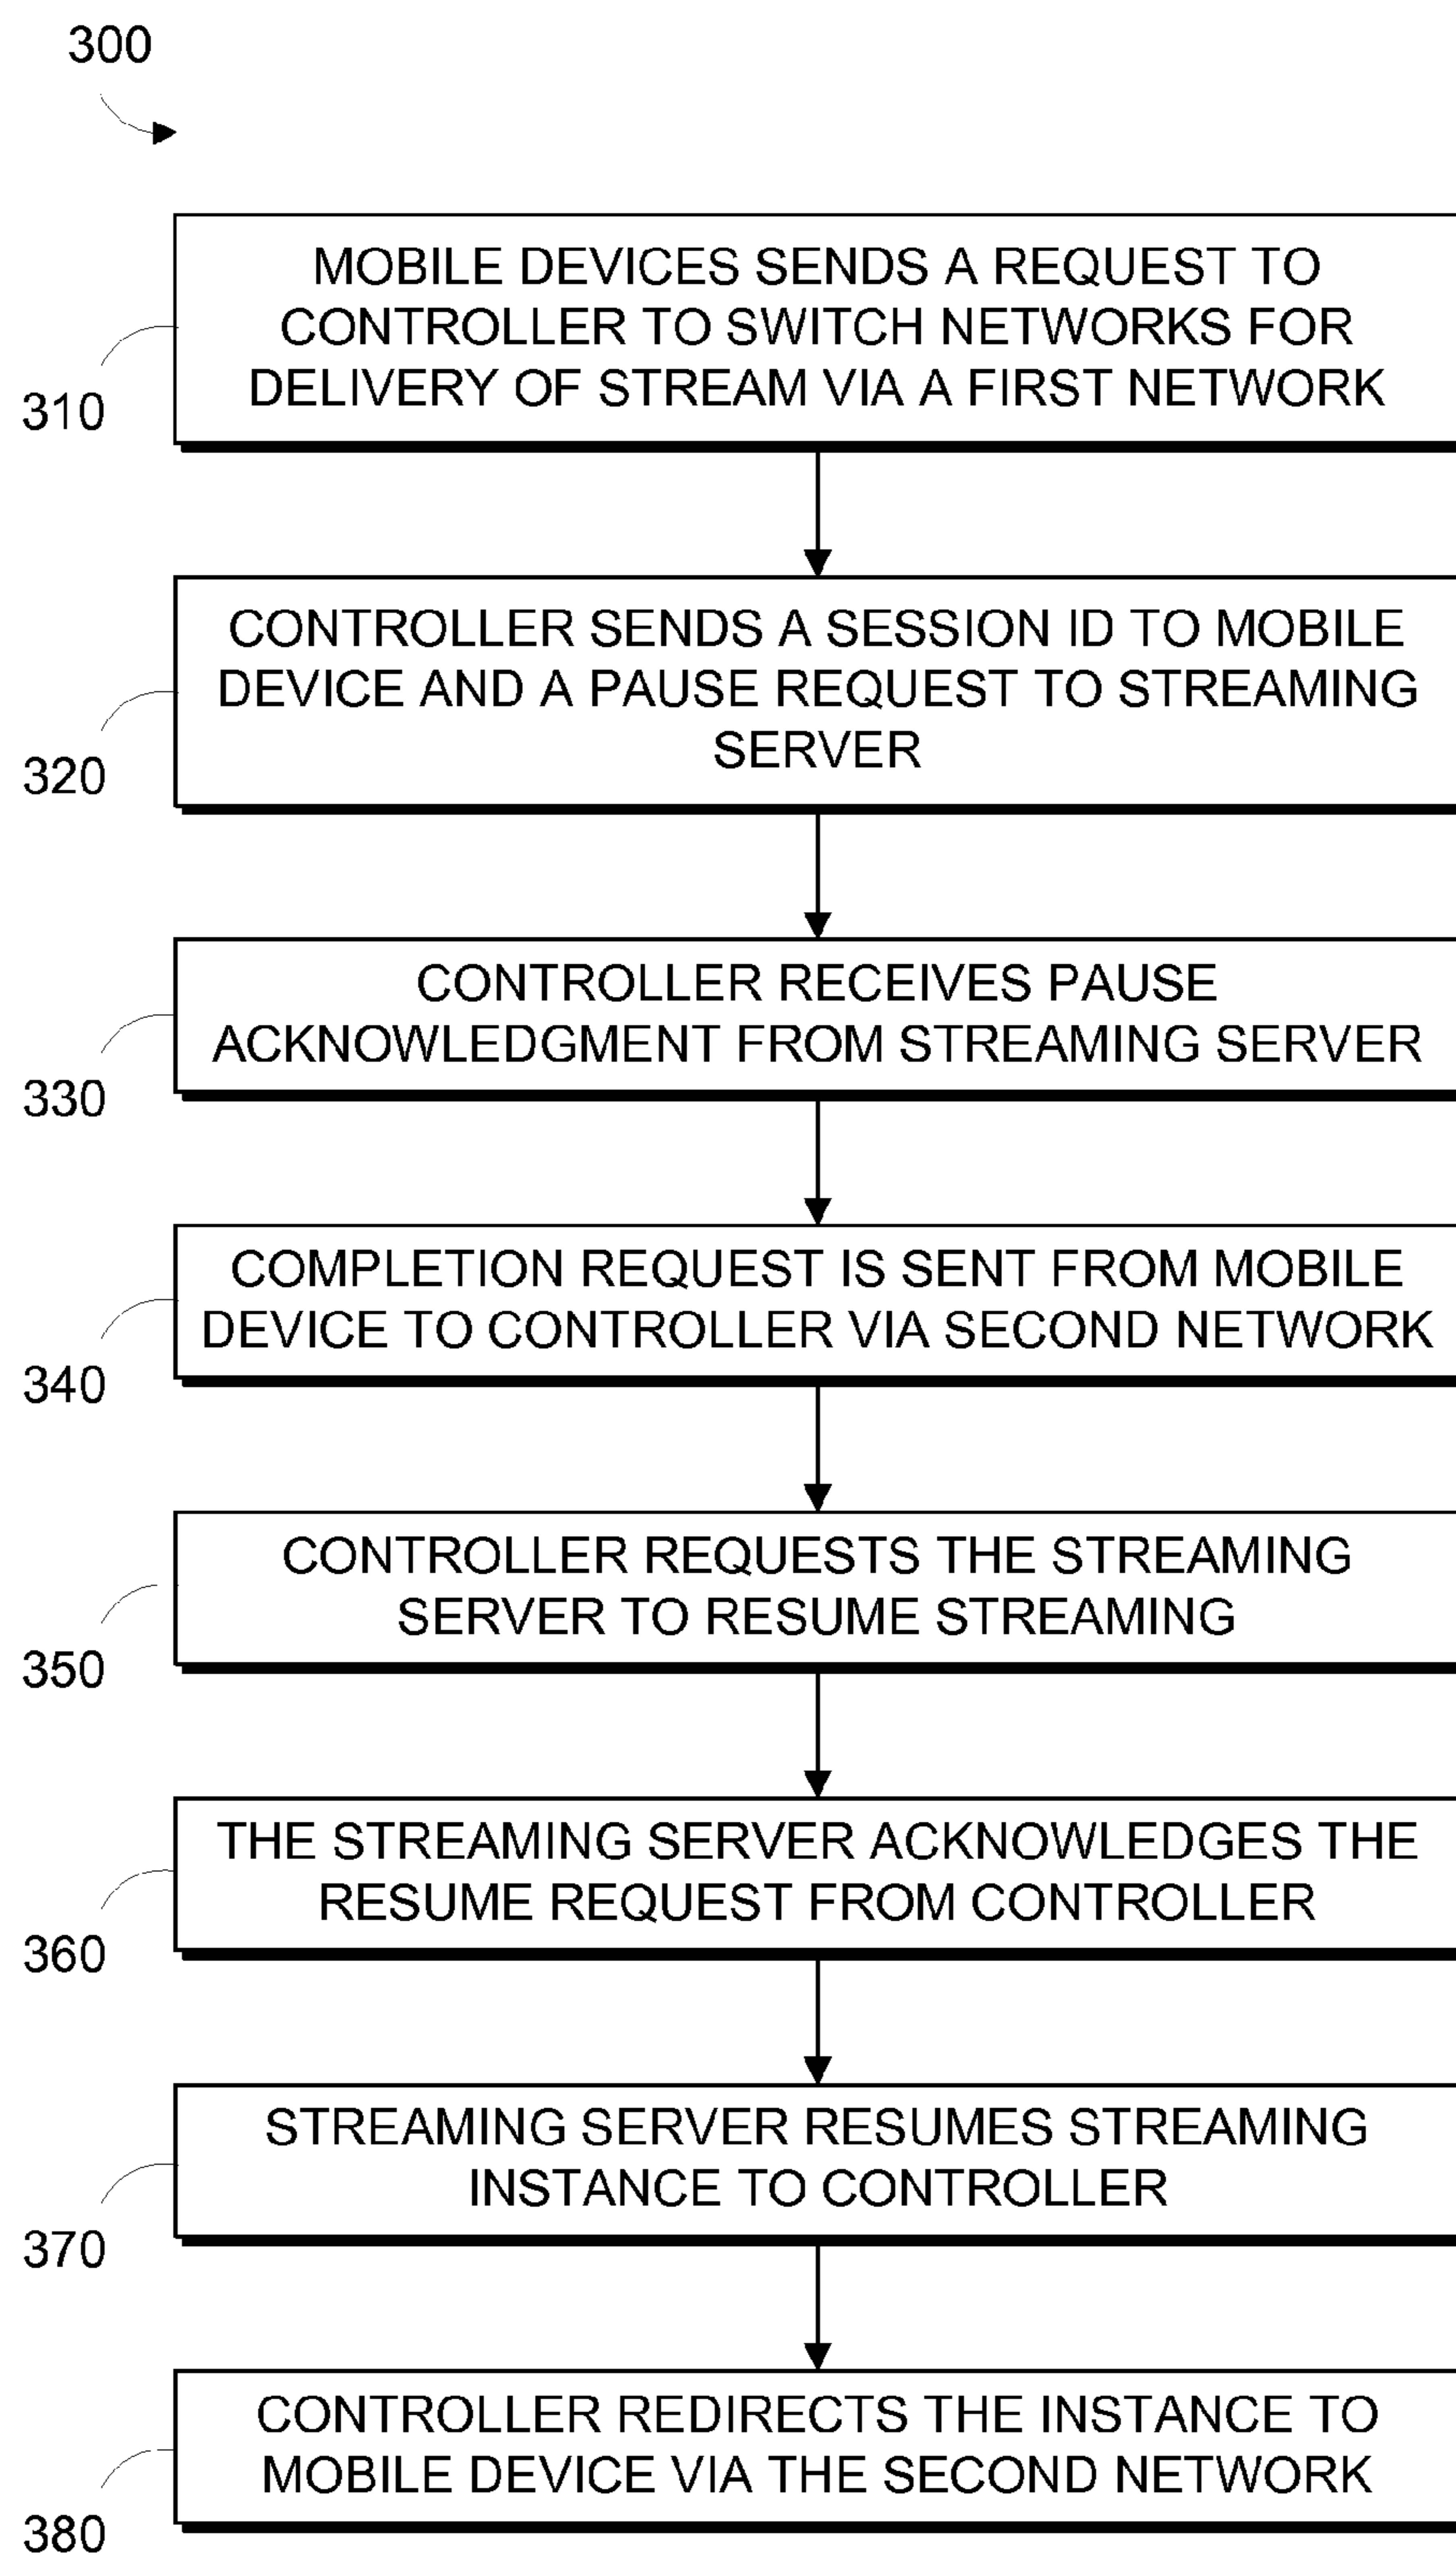 300
MOBILE DEVICES SENDS A REQUEST TO
CONTROLLER TO SWITCH NETWORKS FOR
DELIVERY OF STREAM VIA A FIRST NETWORK
310
CONTROLLER SENDS A SESSION ID TO MOBILE
DEVICE AND A PAUSE REQUEST TO STREAMING
SERVER
320
CONTROLLER RECEIVES PAUSE
ACKNOWLEDGMENT FROM STREAMING SERVER
330
COMPLETION REQUEST IS SENT FROM MOBILE
DEVICE TO CONTROLLER VIA SECOND NETWORK
340
CONTROLLER REQUESTS THE STREAMING
SERVER TO RESUME STREAMING
350
THE STREAMING SERVER ACKNOWLEDGES THE
RESUME REQUEST FROM CONTROLLER
360
STREAMING SERVER RESUMES STREAMING
INSTANCE TO CONTROLLER
370
CONTROLLER REDIRECTS THE INSTANCE TO
MOBILE DEVICE VIA THE SECOND NETWORK
380